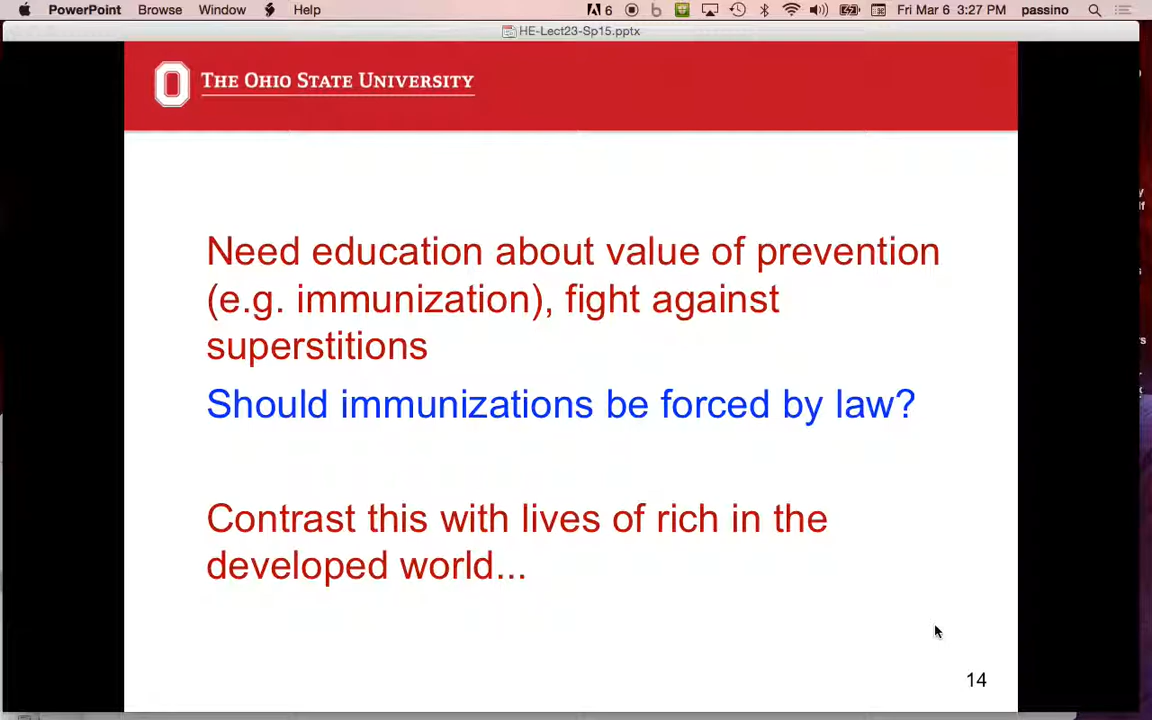 PowerPoint Browse Window Help 6 Fri Mar 6 3:27 PM passino
HE-Lect23-Sp15.pptx
THE OHIO STATE UNIVERSITY
Need education about value of prevention
(e.g. immunization), fight against
superstitions
Should immunizations be forced by law?
Contrast this with lives of rich in the
developed world...
14